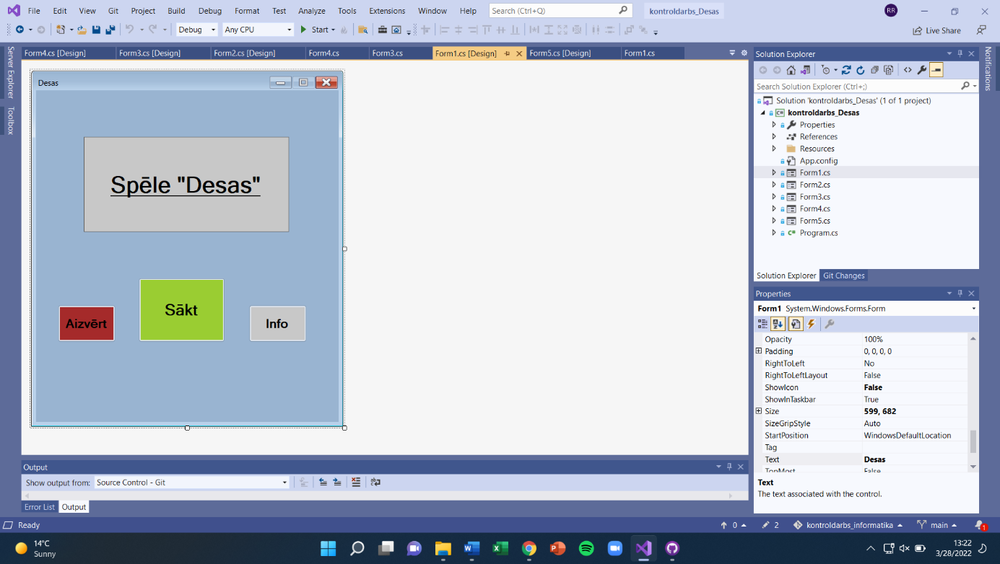 File Edit View Git Project Build Debug Format Test Analyze Tools Extensions Window Help Search (Ctrl+Q) kontroldarbs_Desas RR
Debug Any CPU Start Live Share
Server Explorer
Toolbox
Form4.cs [Design] Form3.cs [Design] Form2.cs [Design] Form4.cs Form3.cs Form1.cs [Design] Form5.cs [Design] Form1.cs
Desas
Spēle "Desas"
Aizvērt
Sākt
Info
Output
Show output from: Source Control - Git
Error List Output
Solution Explorer
Search Solution Explorer (Ctrl+;)
Solution 'kontroldarbs_Desas' (1 of 1 project)
kontroldarbs_Desas
Properties
References
Resources
App.config
Form1.cs
Form2.cs
Form3.cs
Form4.cs
Form5.cs
Program.cs
Solution Explorer Git Changes
Properties
Form1 System.Windows.Forms.Form
Opacity 100%
Padding 0, 0, 0, 0
RightToLeft No
RightToLeftLayout False
ShowIcon False
ShowInTaskbar True
Size 599, 682
SizeGripStyle Auto
StartPosition WindowsDefaultLocation
Tag
Text Desas
TopMost False
Text
The text associated with the control.
Notifications
Ready 0 2 kontroldarbs_informatika main 1
14°C
Sunny
13:22
3/28/2022